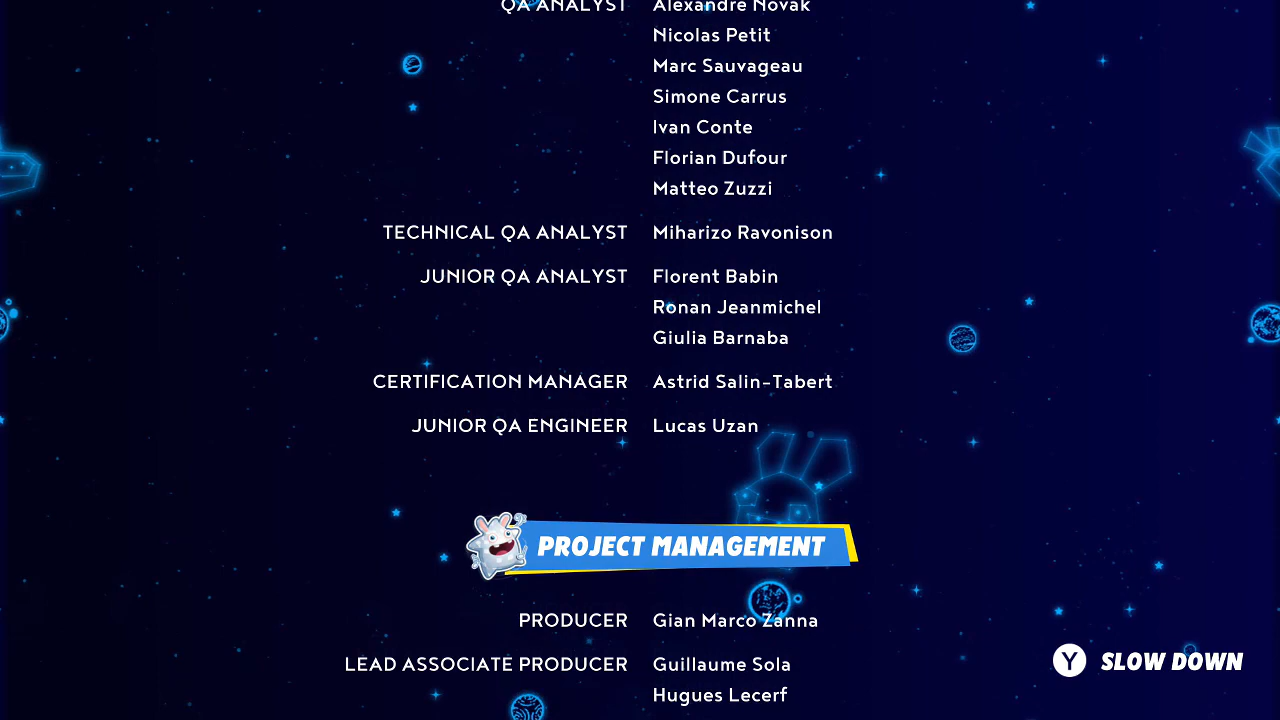 QA ANALYST Alexandre Novak
Nicolas Petit
Marc Sauvageau
Simone Carrus
Ivan Conte
Florian Dufour
Matteo Zuzzi
TECHNICAL QA ANALYST Miharizo Ravonison
JUNIOR QA ANALYST Florent Babin
Ronan Jeanmichel
Giulia Barnaba
CERTIFICATION MANAGER Astrid Salin-Tabert
JUNIOR QA ENGINEER Lucas Uzan
PROJECT MANAGEMENT
PRODUCER Gian Marco Zanna
LEAD ASSOCIATE PRODUCER Guillaume Sola
Hugues Lecerf
Y SLOW DOWN